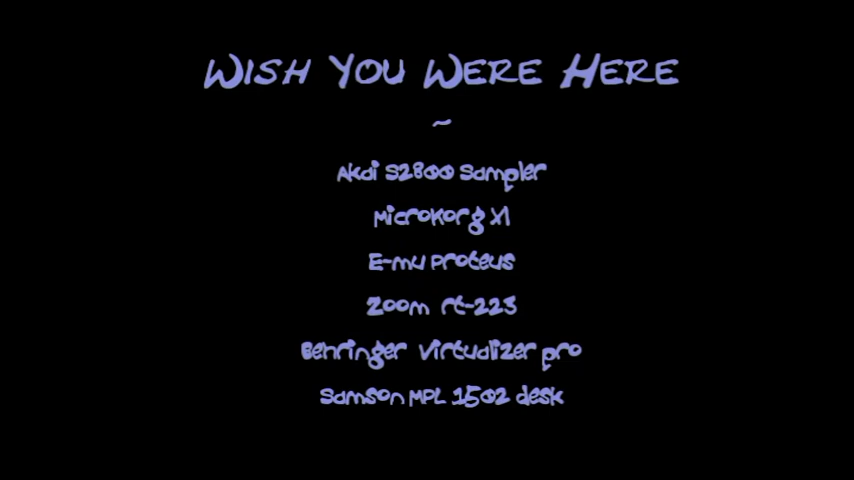 Wish You Were Here
~
Akai S2800 Sampler
MicroKorg Xl
E-mu Proteus
Zoom rt-223
Behringer Virtualizer pro
Samson MPL 1502 desk